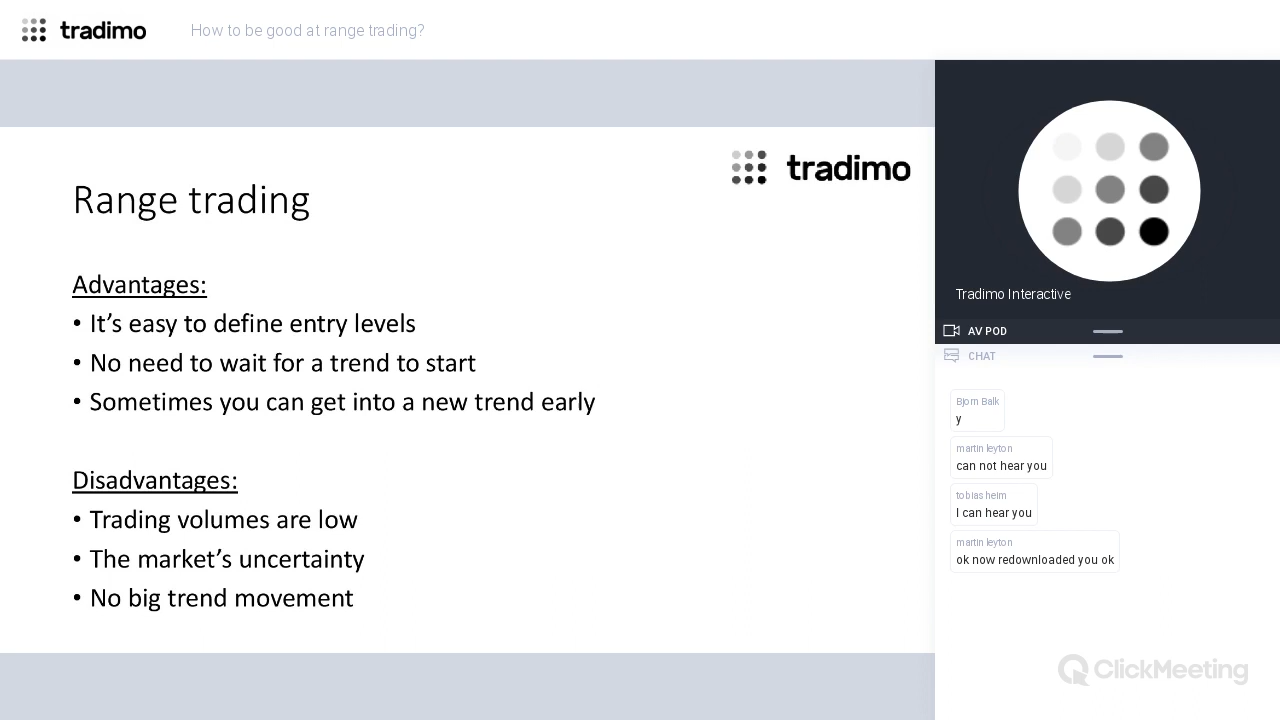 tradimo
How to be good at range trading?
tradimo
Range trading
Advantages:
• It’s easy to define entry levels
• No need to wait for a trend to start
• Sometimes you can get into a new trend early
Disadvantages:
• Trading volumes are low
• The market’s uncertainty
• No big trend movement
Tradimo Interactive
AV POD
CHAT
Bjorn Balk
y
martin leyton
can not hear you
tobias heim
I can hear you
martin leyton
ok now redownloaded you ok
ClickMeeting